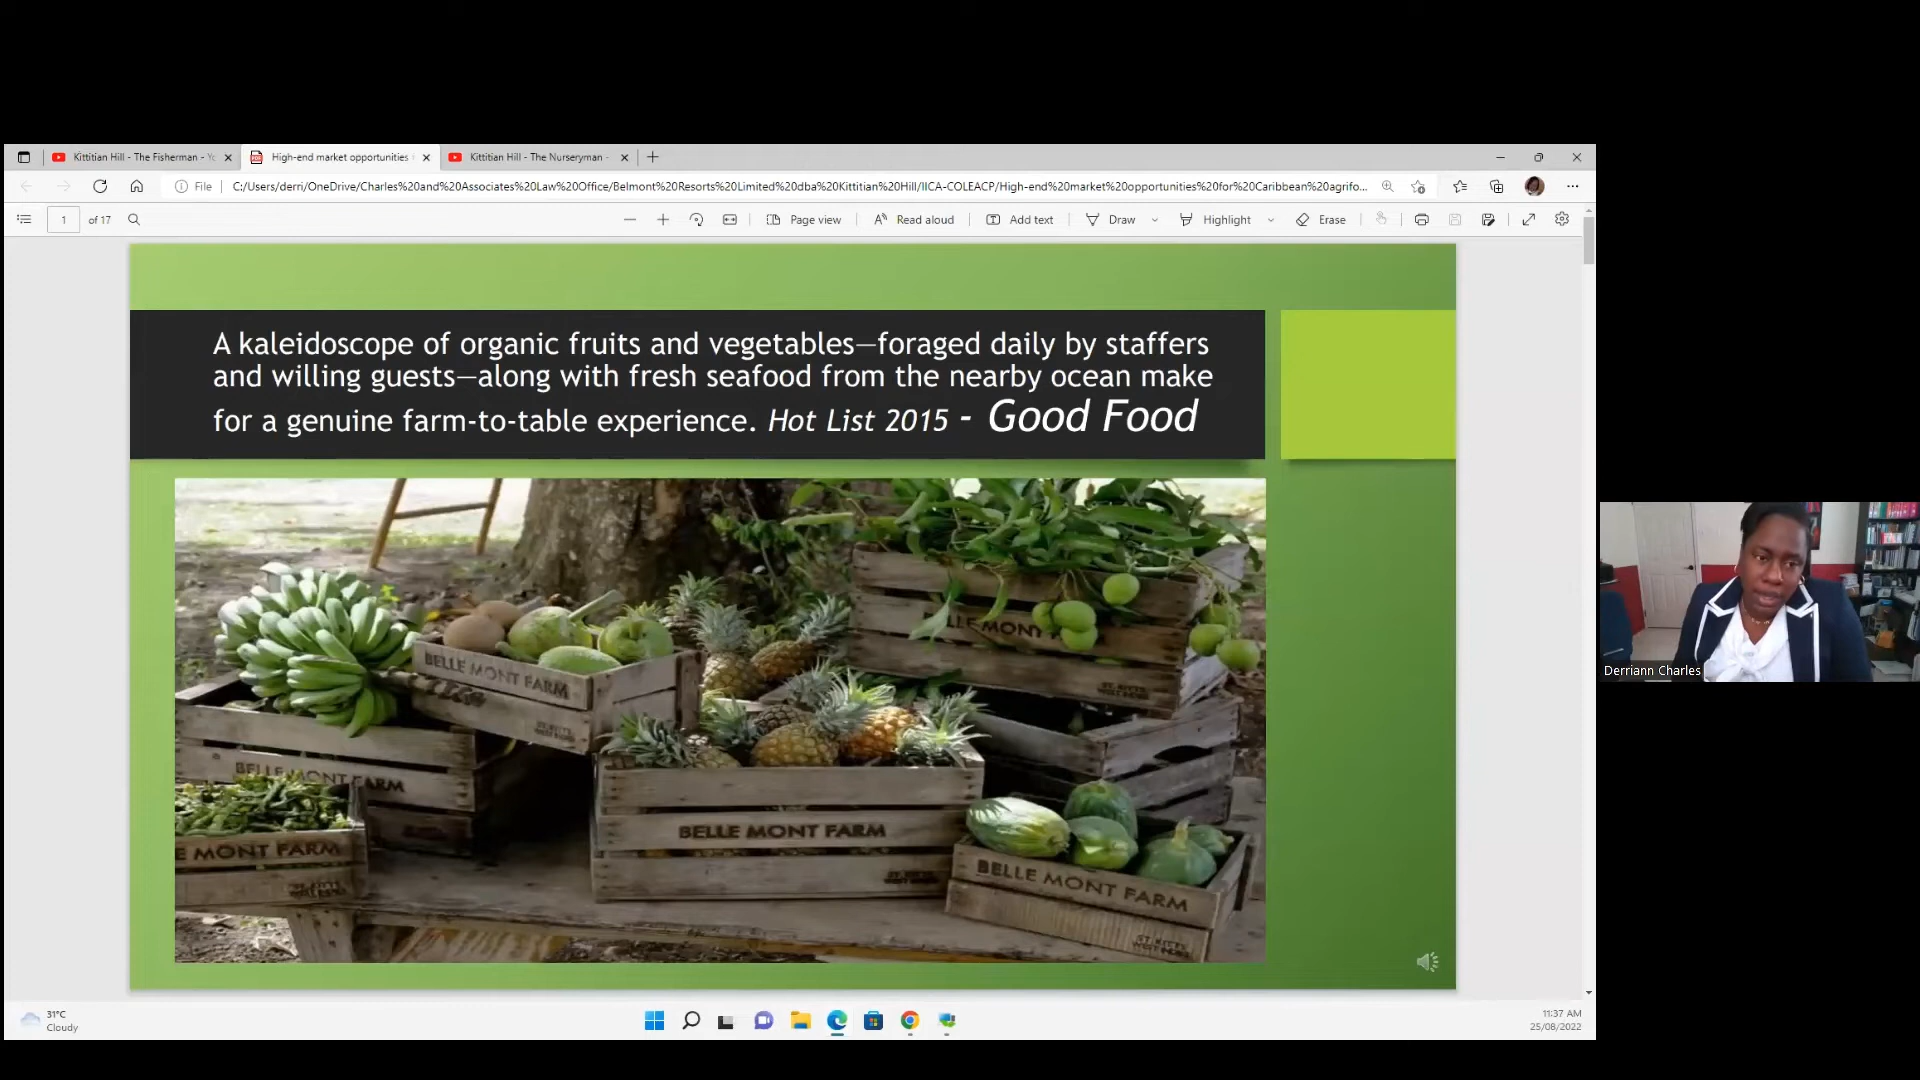 Kittitian Hill - The Fisherman - Yo
High-end market opportunities
Kittitian Hill - The Nurseryman -
File
C:/Users/derri/OneDrive/Charles%20and%20Associates%20Law%20Office/Belmont%20Resorts%20Limited%20dba%20Kittitian%20Hill/IICA-COLEACP/High-end%20market%20opportunities%20for%20Caribbean%20agrifo...
1 of 17
Page view
Read aloud
Add text
Draw
Highlight
Erase
A kaleidoscope of organic fruits and vegetables—foraged daily by staffers
and willing guests—along with fresh seafood from the nearby ocean make
for a genuine farm-to-table experience. Hot List 2015 - Good Food
BELLE MONT FARM
BELLE MONT FARM
E MONT FARM
BELLE MONT FARM
BELLE MONT FARM
ST. KITTS
WEST INDIES
Derriann Charles
31°C
Cloudy
11:37 AM
25/08/2022